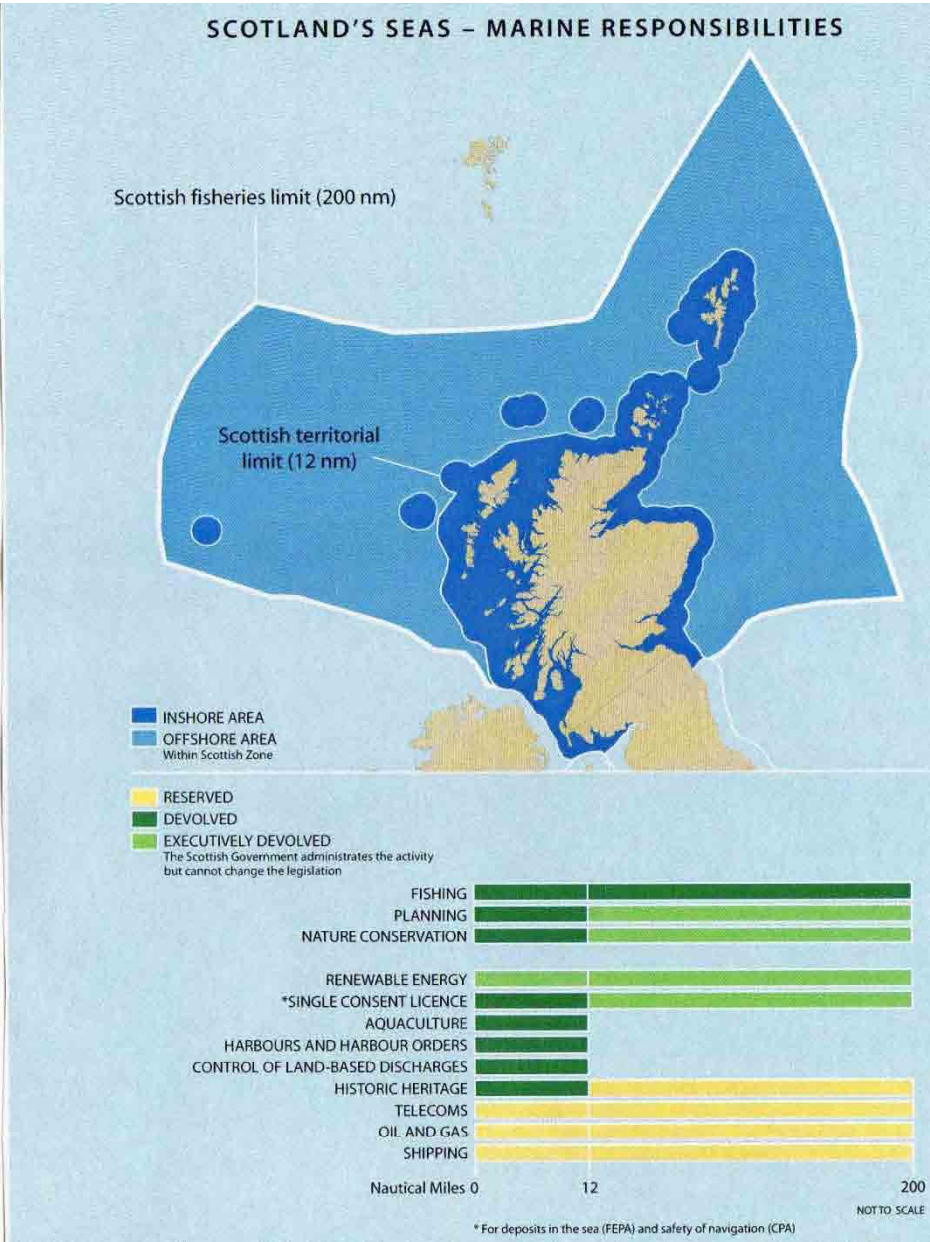 SCOTLAND'S SEAS – MARINE RESPONSIBILITIES
Scottish fisheries limit (200 nm)
Scottish territorial
limit (12 nm)
INSHORE AREA
OFFSHORE AREA
Within Scottish Zone
RESERVED
DEVOLVED
EXECUTIVELY DEVOLVED
The Scottish Government administrates the activity
but cannot change the legislation
FISHING
PLANNING
NATURE CONSERVATION
RENEWABLE ENERGY
*SINGLE CONSENT LICENCE
AQUACULTURE
HARBOURS AND HARBOUR ORDERS
CONTROL OF LAND-BASED DISCHARGES
HISTORIC HERITAGE
TELECOMS
OIL AND GAS
SHIPPING
Nautical Miles 0 12 200
NOT TO SCALE
* For deposits in the sea (FEPA) and safety of navigation (CPA)